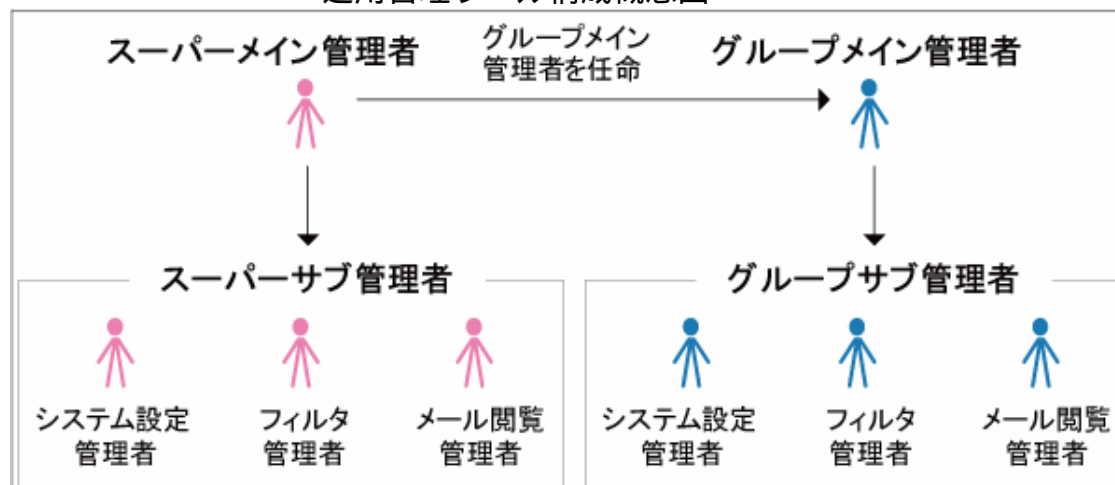 スーパーメイン管理者
グループメイン
管理者を任命
グループメイン管理者
スーパーサブ管理者
グループサブ管理者
システム設定
管理者
フィルタ
管理者
メール閲覧
管理者
システム設定
管理者
フィルタ
管理者
メール閲覧
管理者